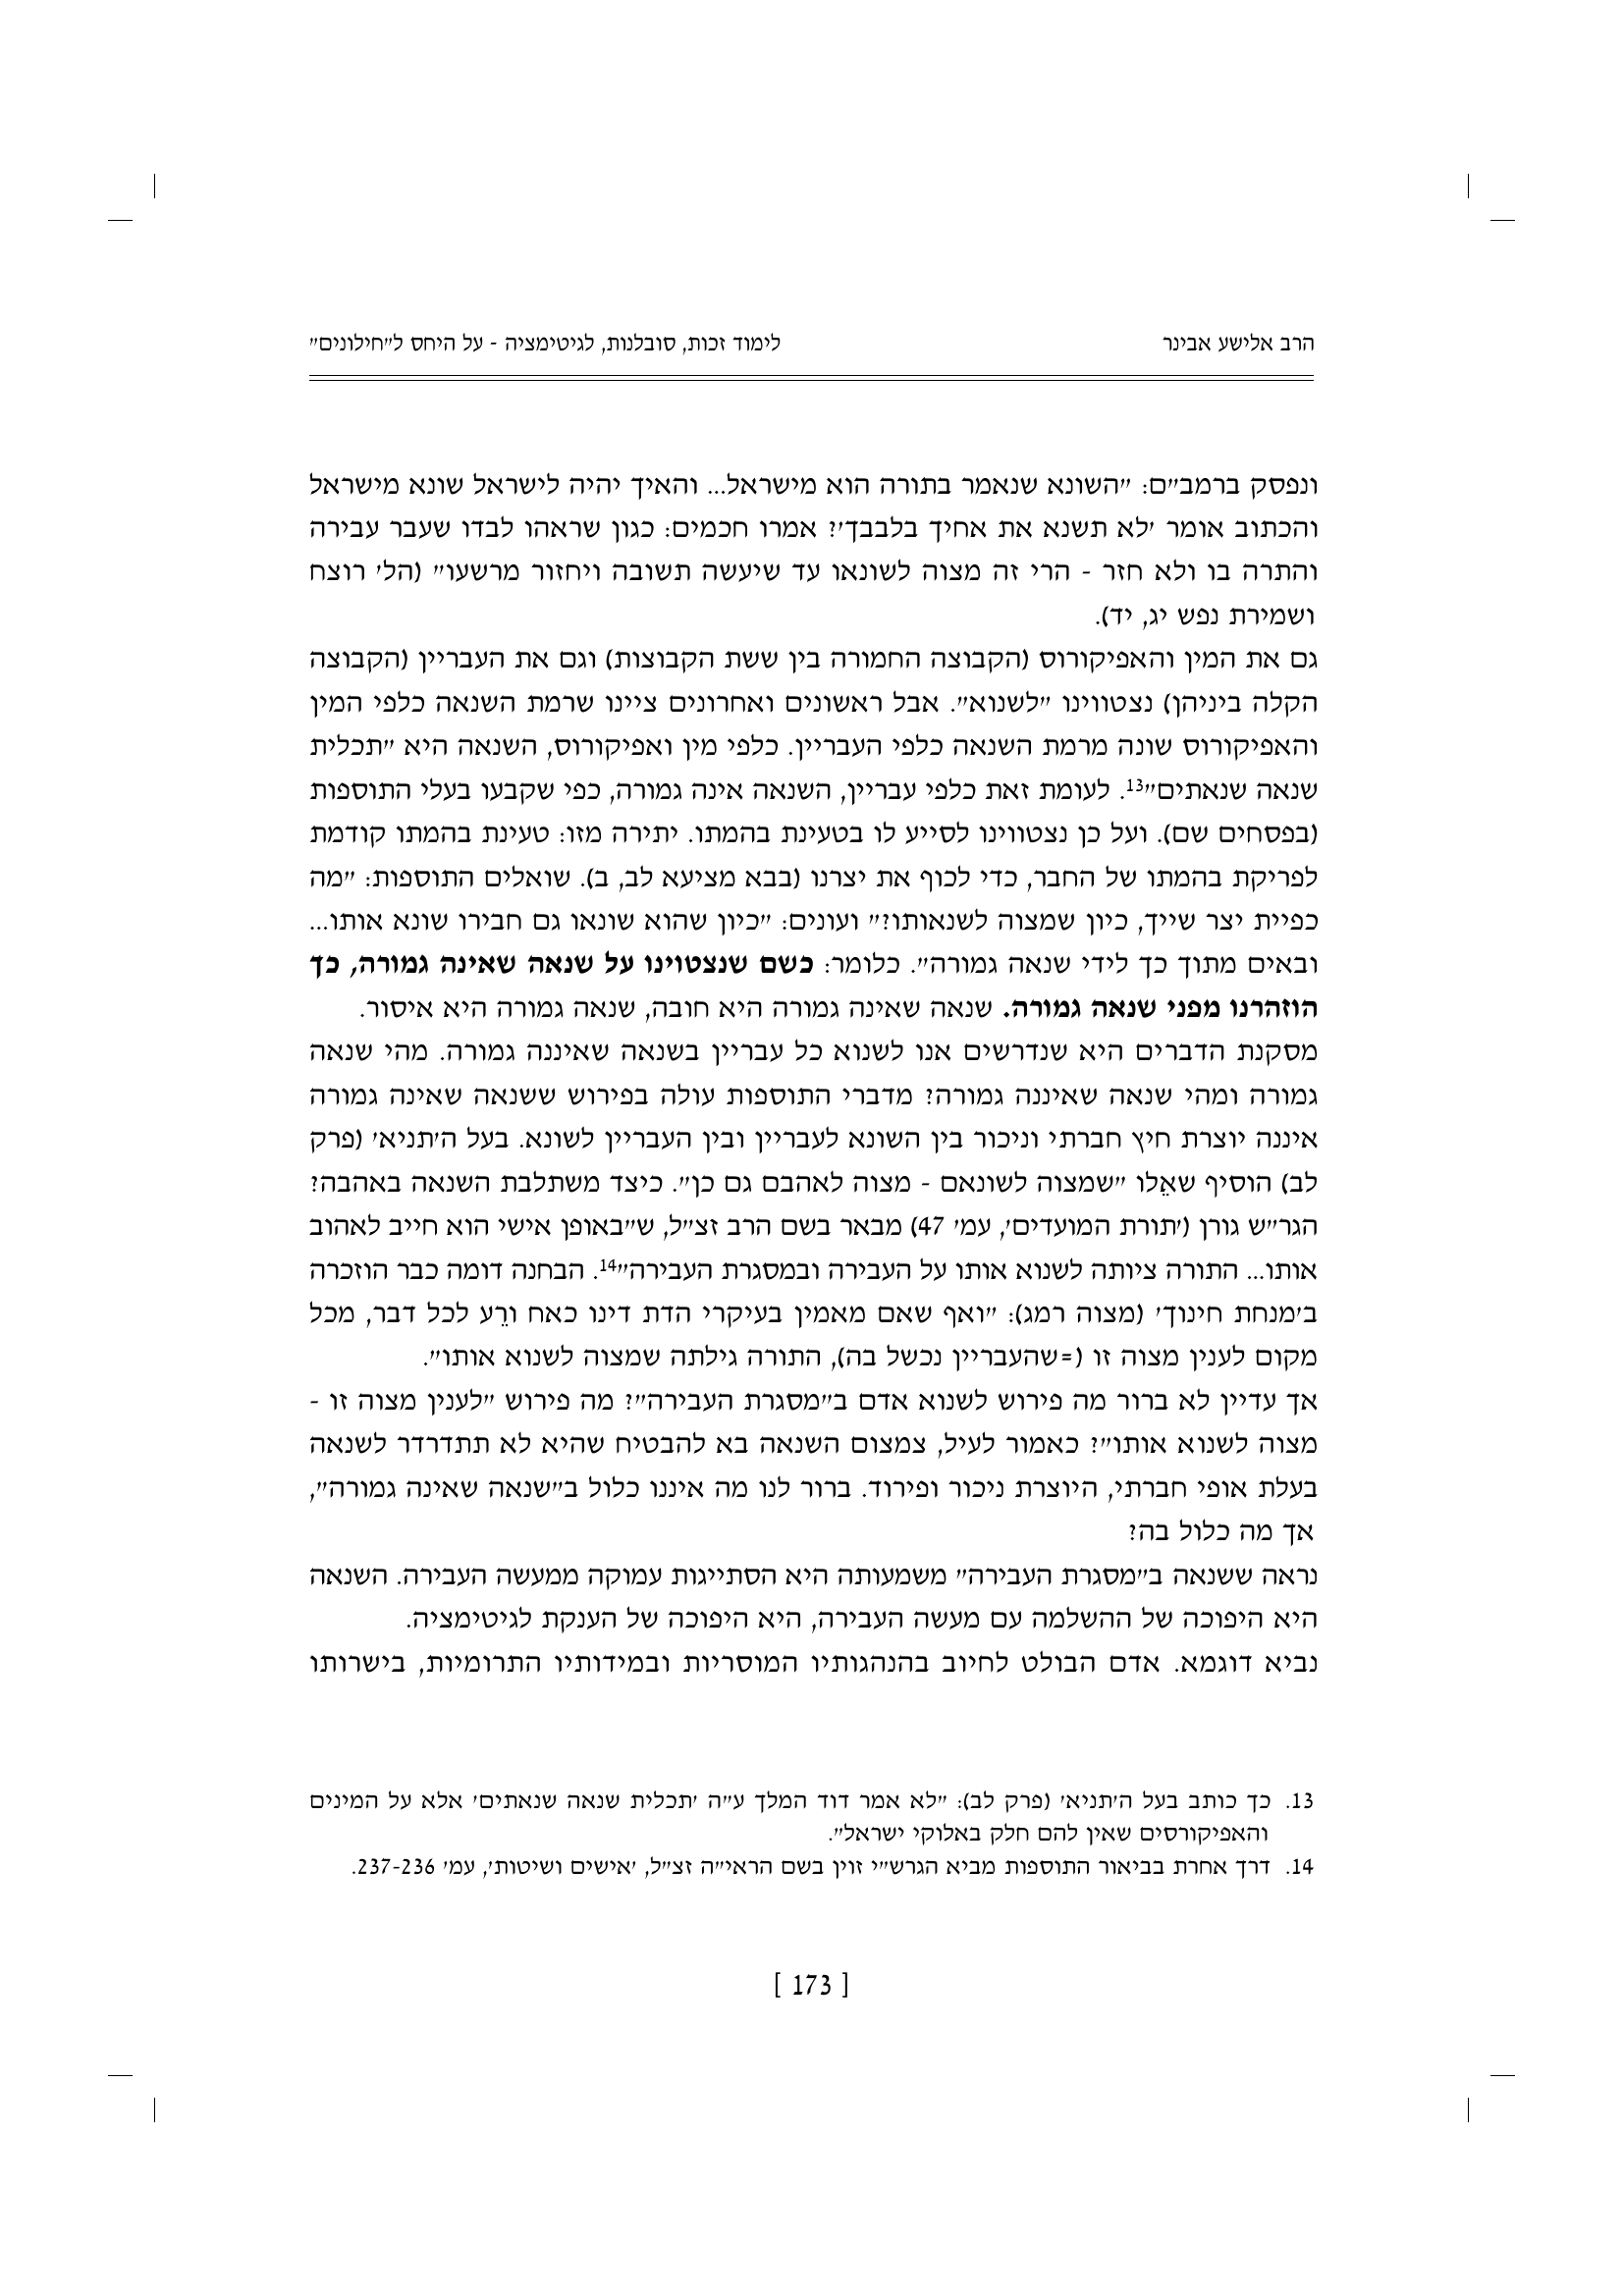 הרב אלישע אבינר
לימוד זכות, סובלנות, לגיטימציה - על היחס ל"חילונים"
ונפסק ברמב"ם: "השונא שנאמר בתורה הוא מישראל... והאיך יהיה לישראל שונא מישראל
והכתוב אומר 'לא תשנא את אחיך בלבבך'? אמרו חכמים: כגון שראהו לבדו שעבר עבירה
והתרה בו ולא חזר - הרי זה מצוה לשונאו עד שיעשה תשובה ויחזור מרשעו" (הל' רוצח
ושמירת נפש יג, יד).
גם את המין והאפיקורוס (הקבוצה החמורה בין ששת הקבוצות) וגם את העבריין (הקבוצה
הקלה ביניהן) נצטווינו "לשנוא". אבל ראשונים ואחרונים ציינו שרמת השנאה כלפי המין
והאפיקורוס שונה מרמת השנאה כלפי העבריין. כלפי מין ואפיקורוס, השנאה היא "תכלית
שנאה שנאתים"13. לעומת זאת כלפי עבריין, השנאה אינה גמורה, כפי שקבעו בעלי התוספות
(בפסחים שם). ועל כן נצטווינו לסייע לו בטעינת בהמתו. יתירה מזו: טעינת בהמתו קודמת
לפריקת בהמתו של החבר, כדי לכוף את יצרנו (בבא מציעא לב, ב). שואלים התוספות: "מה
כפיית יצר שייך, כיון שמצוה לשנאותו?" ועונים: "כיון שהוא שונאו גם חבירו שונא אותו...
ובאים מתוך כך לידי שנאה גמורה". כלומר: כשם שנצטוינו על שנאה שאינה גמורה, כך
הוזהרנו מפני שנאה גמורה. שנאה שאינה גמורה היא חובה, שנאה גמורה היא איסור.
מסקנת הדברים היא שנדרשים אנו לשנוא כל עבריין בשנאה שאיננה גמורה. מהי שנאה
גמורה ומהי שנאה שאיננה גמורה? מדברי התוספות עולה בפירוש ששנאה שאינה גמורה
איננה יוצרת חיץ חברתי וניכור בין השונא לעבריין ובין העבריין לשונא. בעל ה'תניא' (פרק
לב) הוסיף שאֵלו "שמצוה לשונאם - מצוה לאהבם גם כן". כיצד משתלבת השנאה באהבה?
הגר"ש גורן ('תורת המועדים', עמ' 47) מבאר בשם הרב זצ"ל, ש"באופן אישי הוא חייב לאהוב
אותו... התורה ציותה לשנוא אותו על העבירה ובמסגרת העבירה"14. הבחנה דומה כבר הוזכרה
ב'מנחת חינוך' (מצוה רמג): "ואף שאם מאמין בעיקרי הדת דינו כאח ורֵע לכל דבר, מכל
מקום לענין מצוה זו (=שהעבריין נכשל בה), התורה גילתה שמצוה לשנוא אותו".
אך עדיין לא ברור מה פירוש לשנוא אדם ב"מסגרת העבירה"? מה פירוש "לענין מצוה זו -
מצוה לשנוא אותו"? כאמור לעיל, צמצום השנאה בא להבטיח שהיא לא תתדרדר לשנאה
בעלת אופי חברתי, היוצרת ניכור ופירוד. ברור לנו מה איננו כלול ב"שנאה שאינה גמורה",
אך מה כלול בה?
נראה ששנאה ב"מסגרת העבירה" משמעותה היא הסתייגות עמוקה ממעשה העבירה. השנאה
היא היפוכה של ההשלמה עם מעשה העבירה, היא היפוכה של הענקת לגיטימציה.
נביא דוגמא. אדם הבולט לחיוב בהנהגותיו המוסריות ובמידותיו התרומיות, בישרותו
13. כך כותב בעל ה'תניא' (פרק לב): "לא אמר דוד המלך ע"ה 'תכלית שנאה שנאתים' אלא על המינים
והאפיקורסים שאין להם חלק באלוקי ישראל".
14. דרך אחרת בביאור התוספות מביא הגרש"י זוין בשם הראי"ה זצ"ל, 'אישים ושיטות', עמ' 237-236.
[ 173 ]